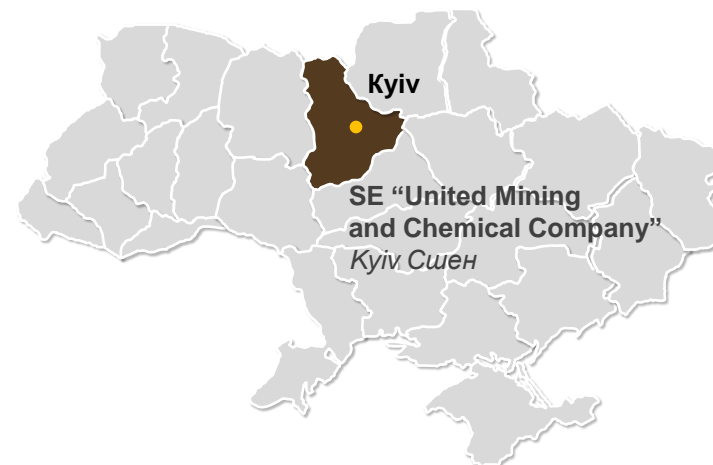 Kyiv
SE “United Mining
and Chemical Company”
Kyiv Сшен